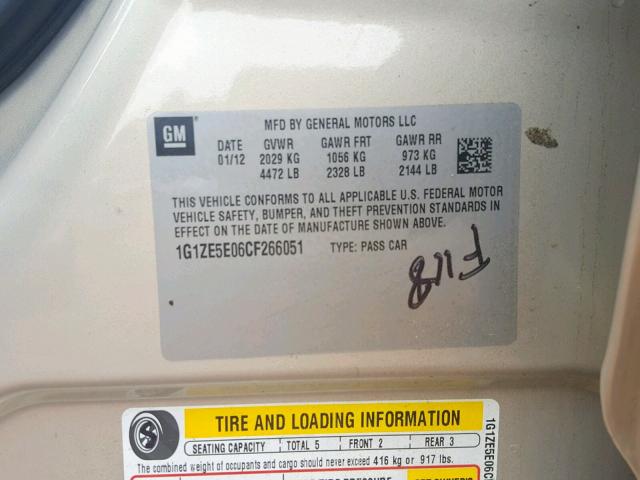 GM
MFD BY GENERAL MOTORS LLC
DATE GVWR GAWR FRT GAWR RR
01/12 2029 KG 1056 KG 973 KG
4472 LB 2328 LB 2144 LB
THIS VEHICLE CONFORMS TO ALL APPLICABLE U.S. FEDERAL MOTOR
VEHICLE SAFETY, BUMPER, AND THEFT PREVENTION STANDARDS IN
EFFECT ON THE DATE OF MANUFACTURE SHOWN ABOVE.
1G1ZE5E06CF266051 TYPE: PASS CAR
F118
TIRE AND LOADING INFORMATION
SEATING CAPACITY TOTAL 5 FRONT 2 REAR 3
The combined weight of occupants and cargo should never exceed 416 kg or 917 lbs.
SEE OWNER'S
1G1ZE5E06C